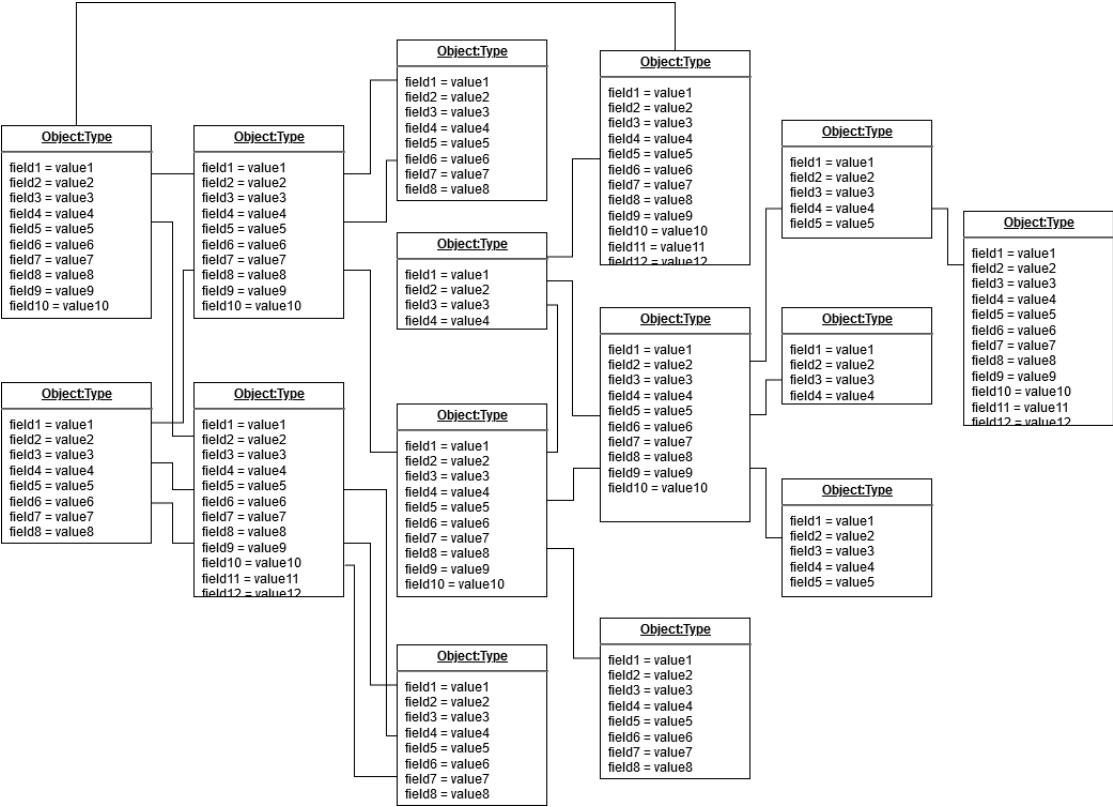 Object:Type
field1 = value1
field2 = value2
field3 = value3
field4 = value4
field5 = value5
field6 = value6
field7 = value7
field8 = value8
field9 = value9
field10 = value10
Object:Type
field1 = value1
field2 = value2
field3 = value3
field4 = value4
field5 = value5
field6 = value6
field7 = value7
field8 = value8
Object:Type
field1 = value1
field2 = value2
field3 = value3
field4 = value4
field5 = value5
field6 = value6
field7 = value7
field8 = value8
field9 = value9
field10 = value10
Object:Type
field1 = value1
field2 = value2
field3 = value3
field4 = value4
field5 = value5
field6 = value6
field7 = value7
field8 = value8
field9 = value9
field10 = value10
field11 = value11
field12 = value12
Object:Type
field1 = value1
field2 = value2
field3 = value3
field4 = value4
field5 = value5
field6 = value6
field7 = value7
field8 = value8
Object:Type
field1 = value1
field2 = value2
field3 = value3
field4 = value4
Object:Type
field1 = value1
field2 = value2
field3 = value3
field4 = value4
field5 = value5
field6 = value6
field7 = value7
field8 = value8
field9 = value9
field10 = value10
Object:Type
field1 = value1
field2 = value2
field3 = value3
field4 = value4
field5 = value5
field6 = value6
field7 = value7
field8 = value8
Object:Type
field1 = value1
field2 = value2
field3 = value3
field4 = value4
field5 = value5
field6 = value6
field7 = value7
field8 = value8
field9 = value9
field10 = value10
field11 = value11
field12 = value12
Object:Type
field1 = value1
field2 = value2
field3 = value3
field4 = value4
field5 = value5
field6 = value6
field7 = value7
field8 = value8
field9 = value9
field10 = value10
Object:Type
field1 = value1
field2 = value2
field3 = value3
field4 = value4
field5 = value5
field6 = value6
field7 = value7
field8 = value8
Object:Type
field1 = value1
field2 = value2
field3 = value3
field4 = value4
field5 = value5
Object:Type
field1 = value1
field2 = value2
field3 = value3
field4 = value4
Object:Type
field1 = value1
field2 = value2
field3 = value3
field4 = value4
field5 = value5
Object:Type
field1 = value1
field2 = value2
field3 = value3
field4 = value4
field5 = value5
field6 = value6
field7 = value7
field8 = value8
field9 = value9
field10 = value10
field11 = value11
field12 = value12